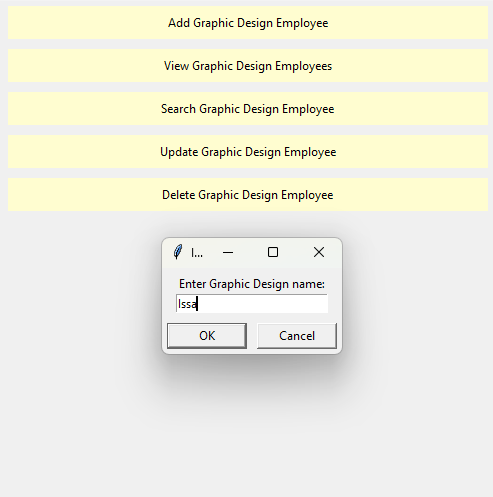 Add Graphic Design Employee
View Graphic Design Employees
Search Graphic Design Employee
Update Graphic Design Employee
Delete Graphic Design Employee
I...
Enter Graphic Design name:
Issa
OK Cancel